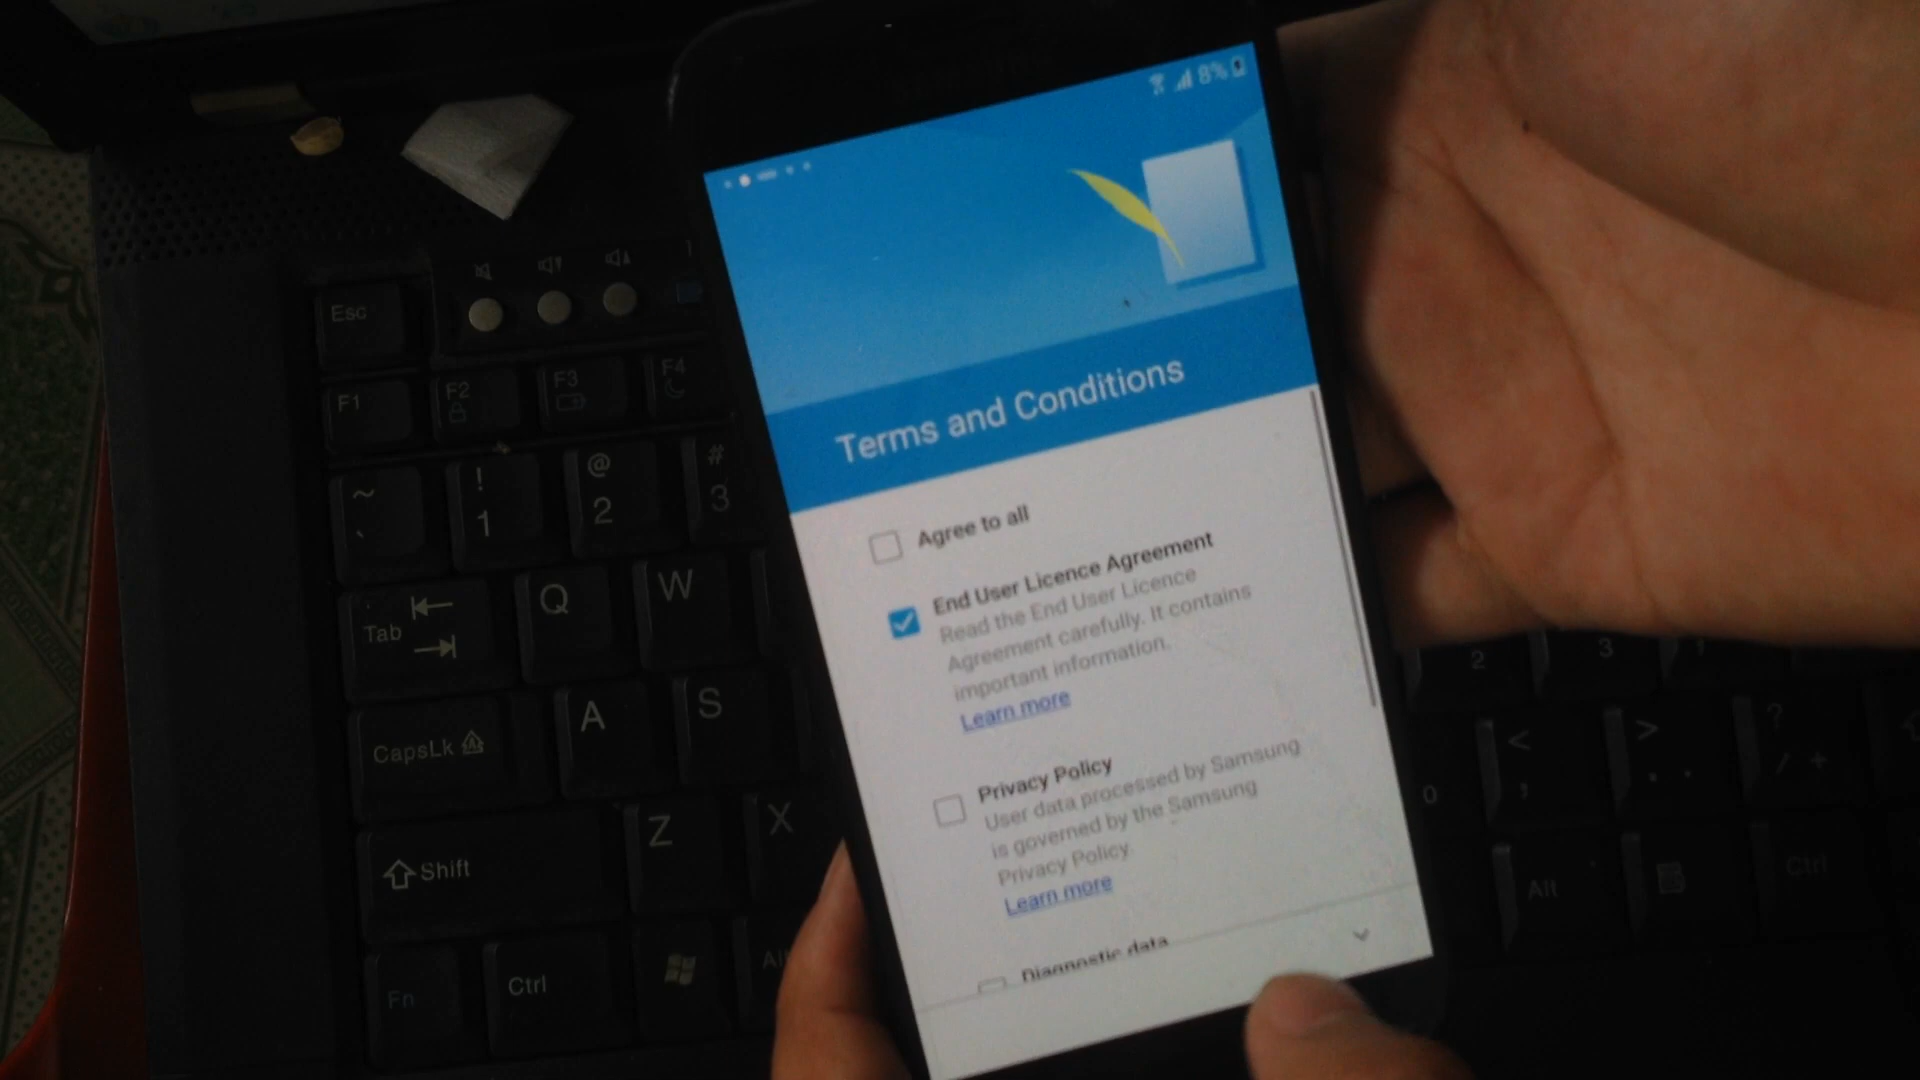 8%
Terms and Conditions
Agree to all
End User Licence Agreement
Read the End User Licence
Agreement carefully. It contains
important information.
Learn more
Privacy Policy
User data processed by Samsung
is governed by the Samsung
Privacy Policy.
Learn more
Diagnostic data
Esc
F1
F2
F3
F4
~
`
!
1
@
2
#
3
Tab
Q
W
CapsLk
A
S
Shift
Z
X
Fn
Ctrl
Alt
2
3
1
0
<
,
>
.
?
/
+
Alt
Ctrl